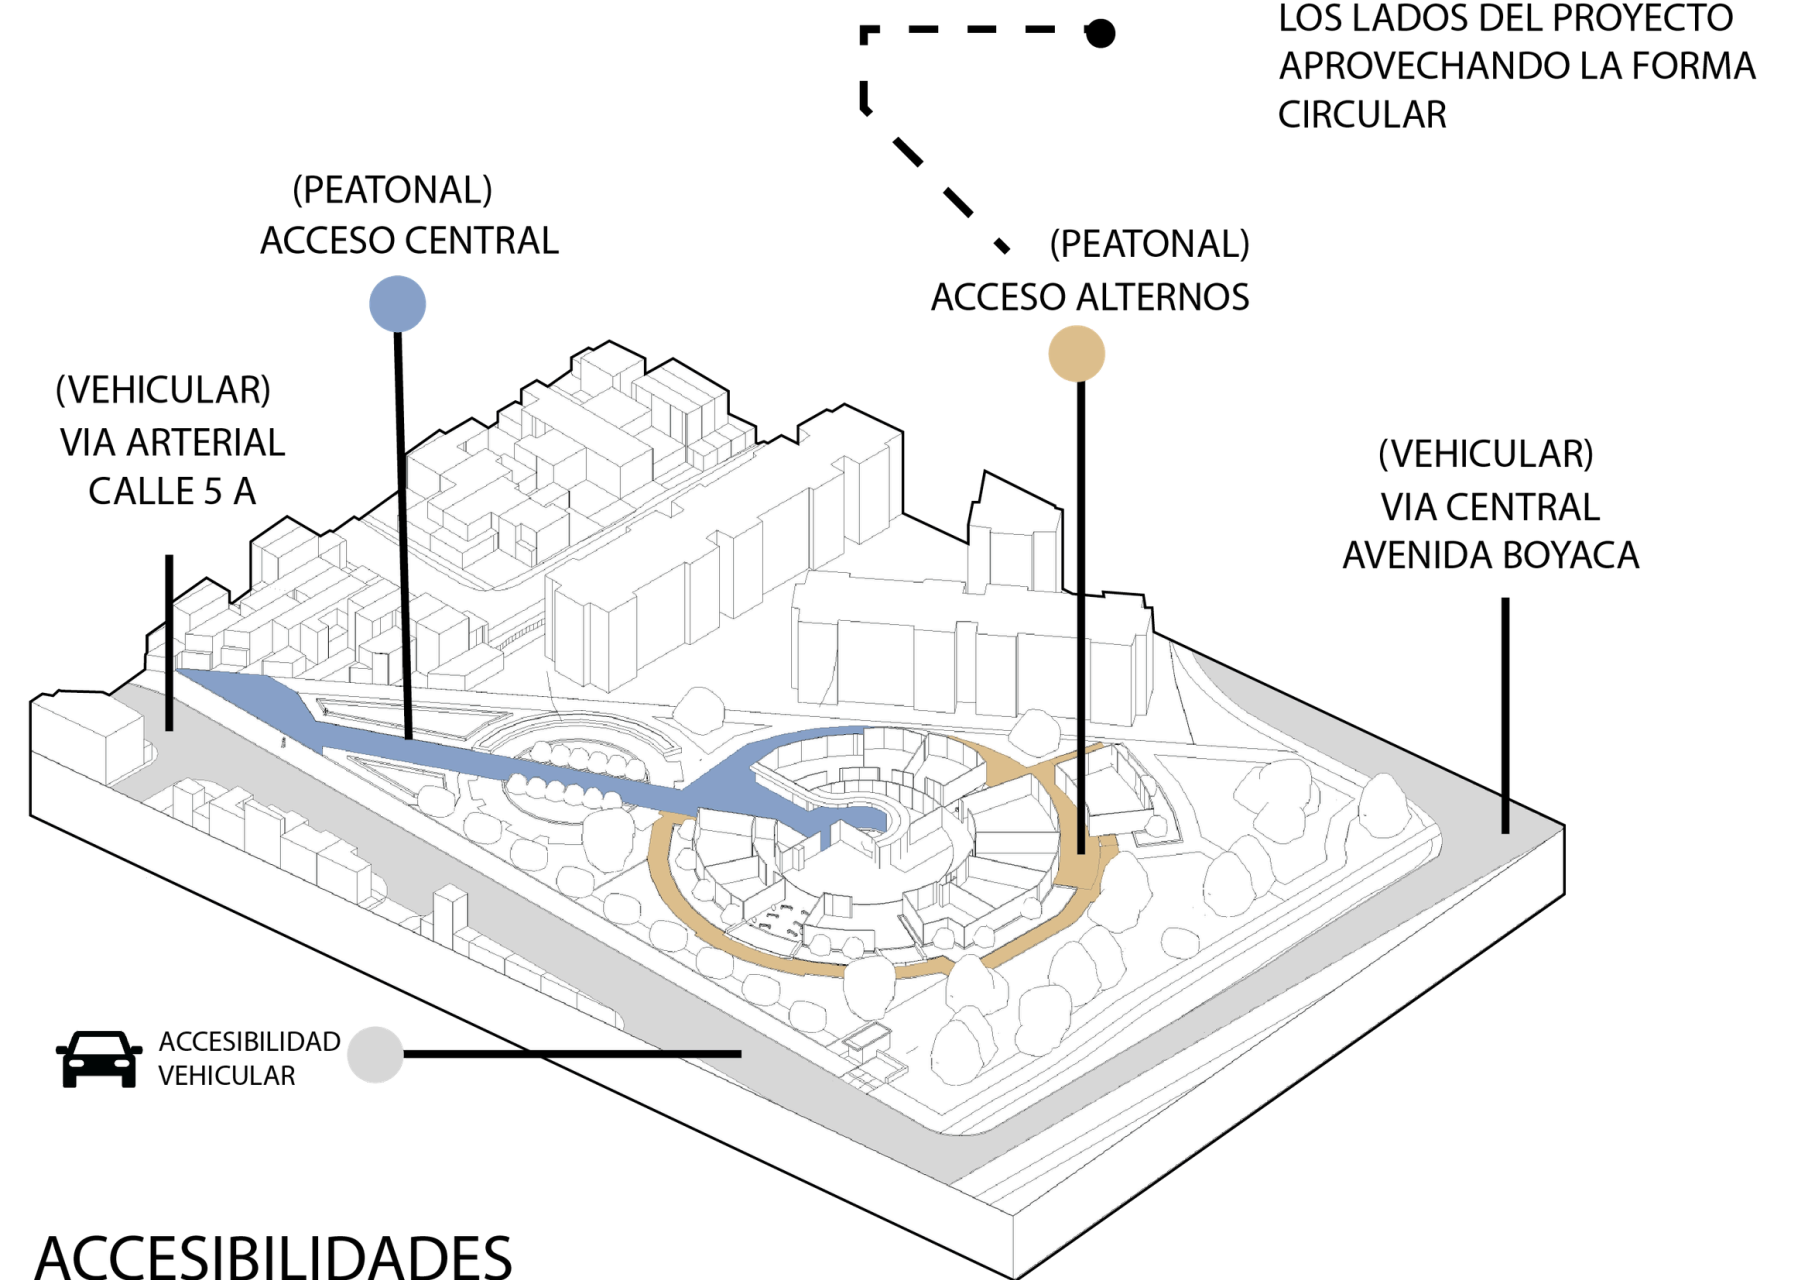 LOS LADOS DEL PROYECTO
APROVECHANDO LA FORMA
CIRCULAR
(PEATONAL)
ACCESO CENTRAL
(PEATONAL)
ACCESO ALTERNOS
(VEHICULAR)
VIA ARTERIAL
CALLE 5 A
(VEHICULAR)
VIA CENTRAL
AVENIDA BOYACA
ACCESIBILIDAD
VEHICULAR
ACCESIBILIDADES